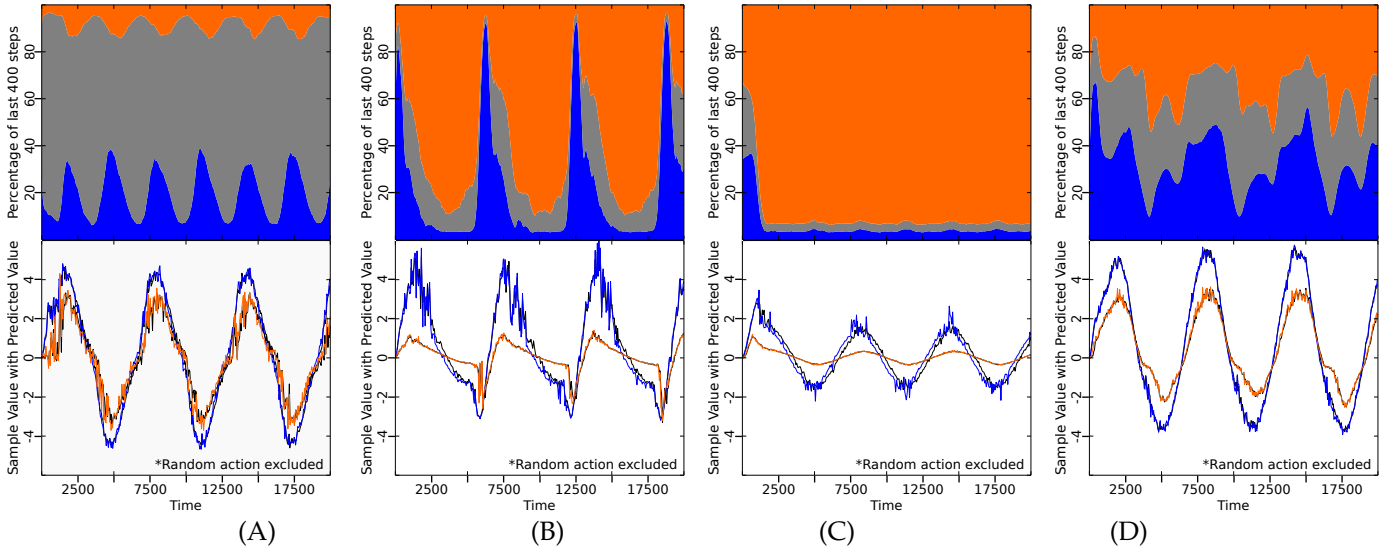 Percentage of last 400 steps
80
60
40
20
Sample Value with Predicted Value
4
2
0
-2
-4
*Random action excluded
2500 7500 12500 17500
Time
(A)
Percentage of last 400 steps
80
60
40
20
Sample Value with Predicted Value
4
2
0
-2
-4
*Random action excluded
2500 7500 12500 17500
Time
(B)
Percentage of last 400 steps
80
60
40
20
Sample Value with Predicted Value
4
2
0
-2
-4
*Random action excluded
2500 7500 12500 17500
Time
(C)
Percentage of last 400 steps
80
60
40
20
Sample Value with Predicted Value
4
2
0
-2
-4
*Random action excluded
2500 7500 12500 17500
Time
(D)